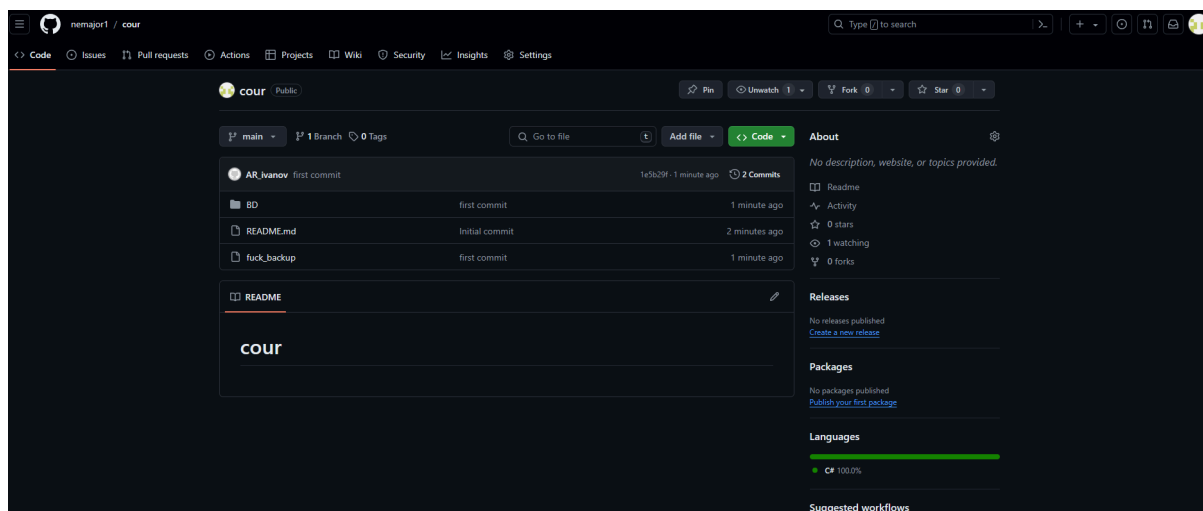 nemajor1 / cour
Type / to search
<> Code Issues Pull requests Actions Projects Wiki Security Insights Settings
cour Public
Pin Unwatch 1 Fork 0 Star 0
main 1 Branch 0 Tags Go to file t Add file <> Code
About
No description, website, or topics provided.
AR_ivanov first commit 1e5b29f · 1 minute ago 2 Commits
Readme
BD first commit 1 minute ago
Activity
README.md Initial commit 2 minutes ago
0 stars
1 watching
fuck_backup first commit 1 minute ago
0 forks
README
Releases
No releases published
Create a new release
cour
Packages
No packages published
Publish your first package
Languages
C# 100.0%
Suggested workflows